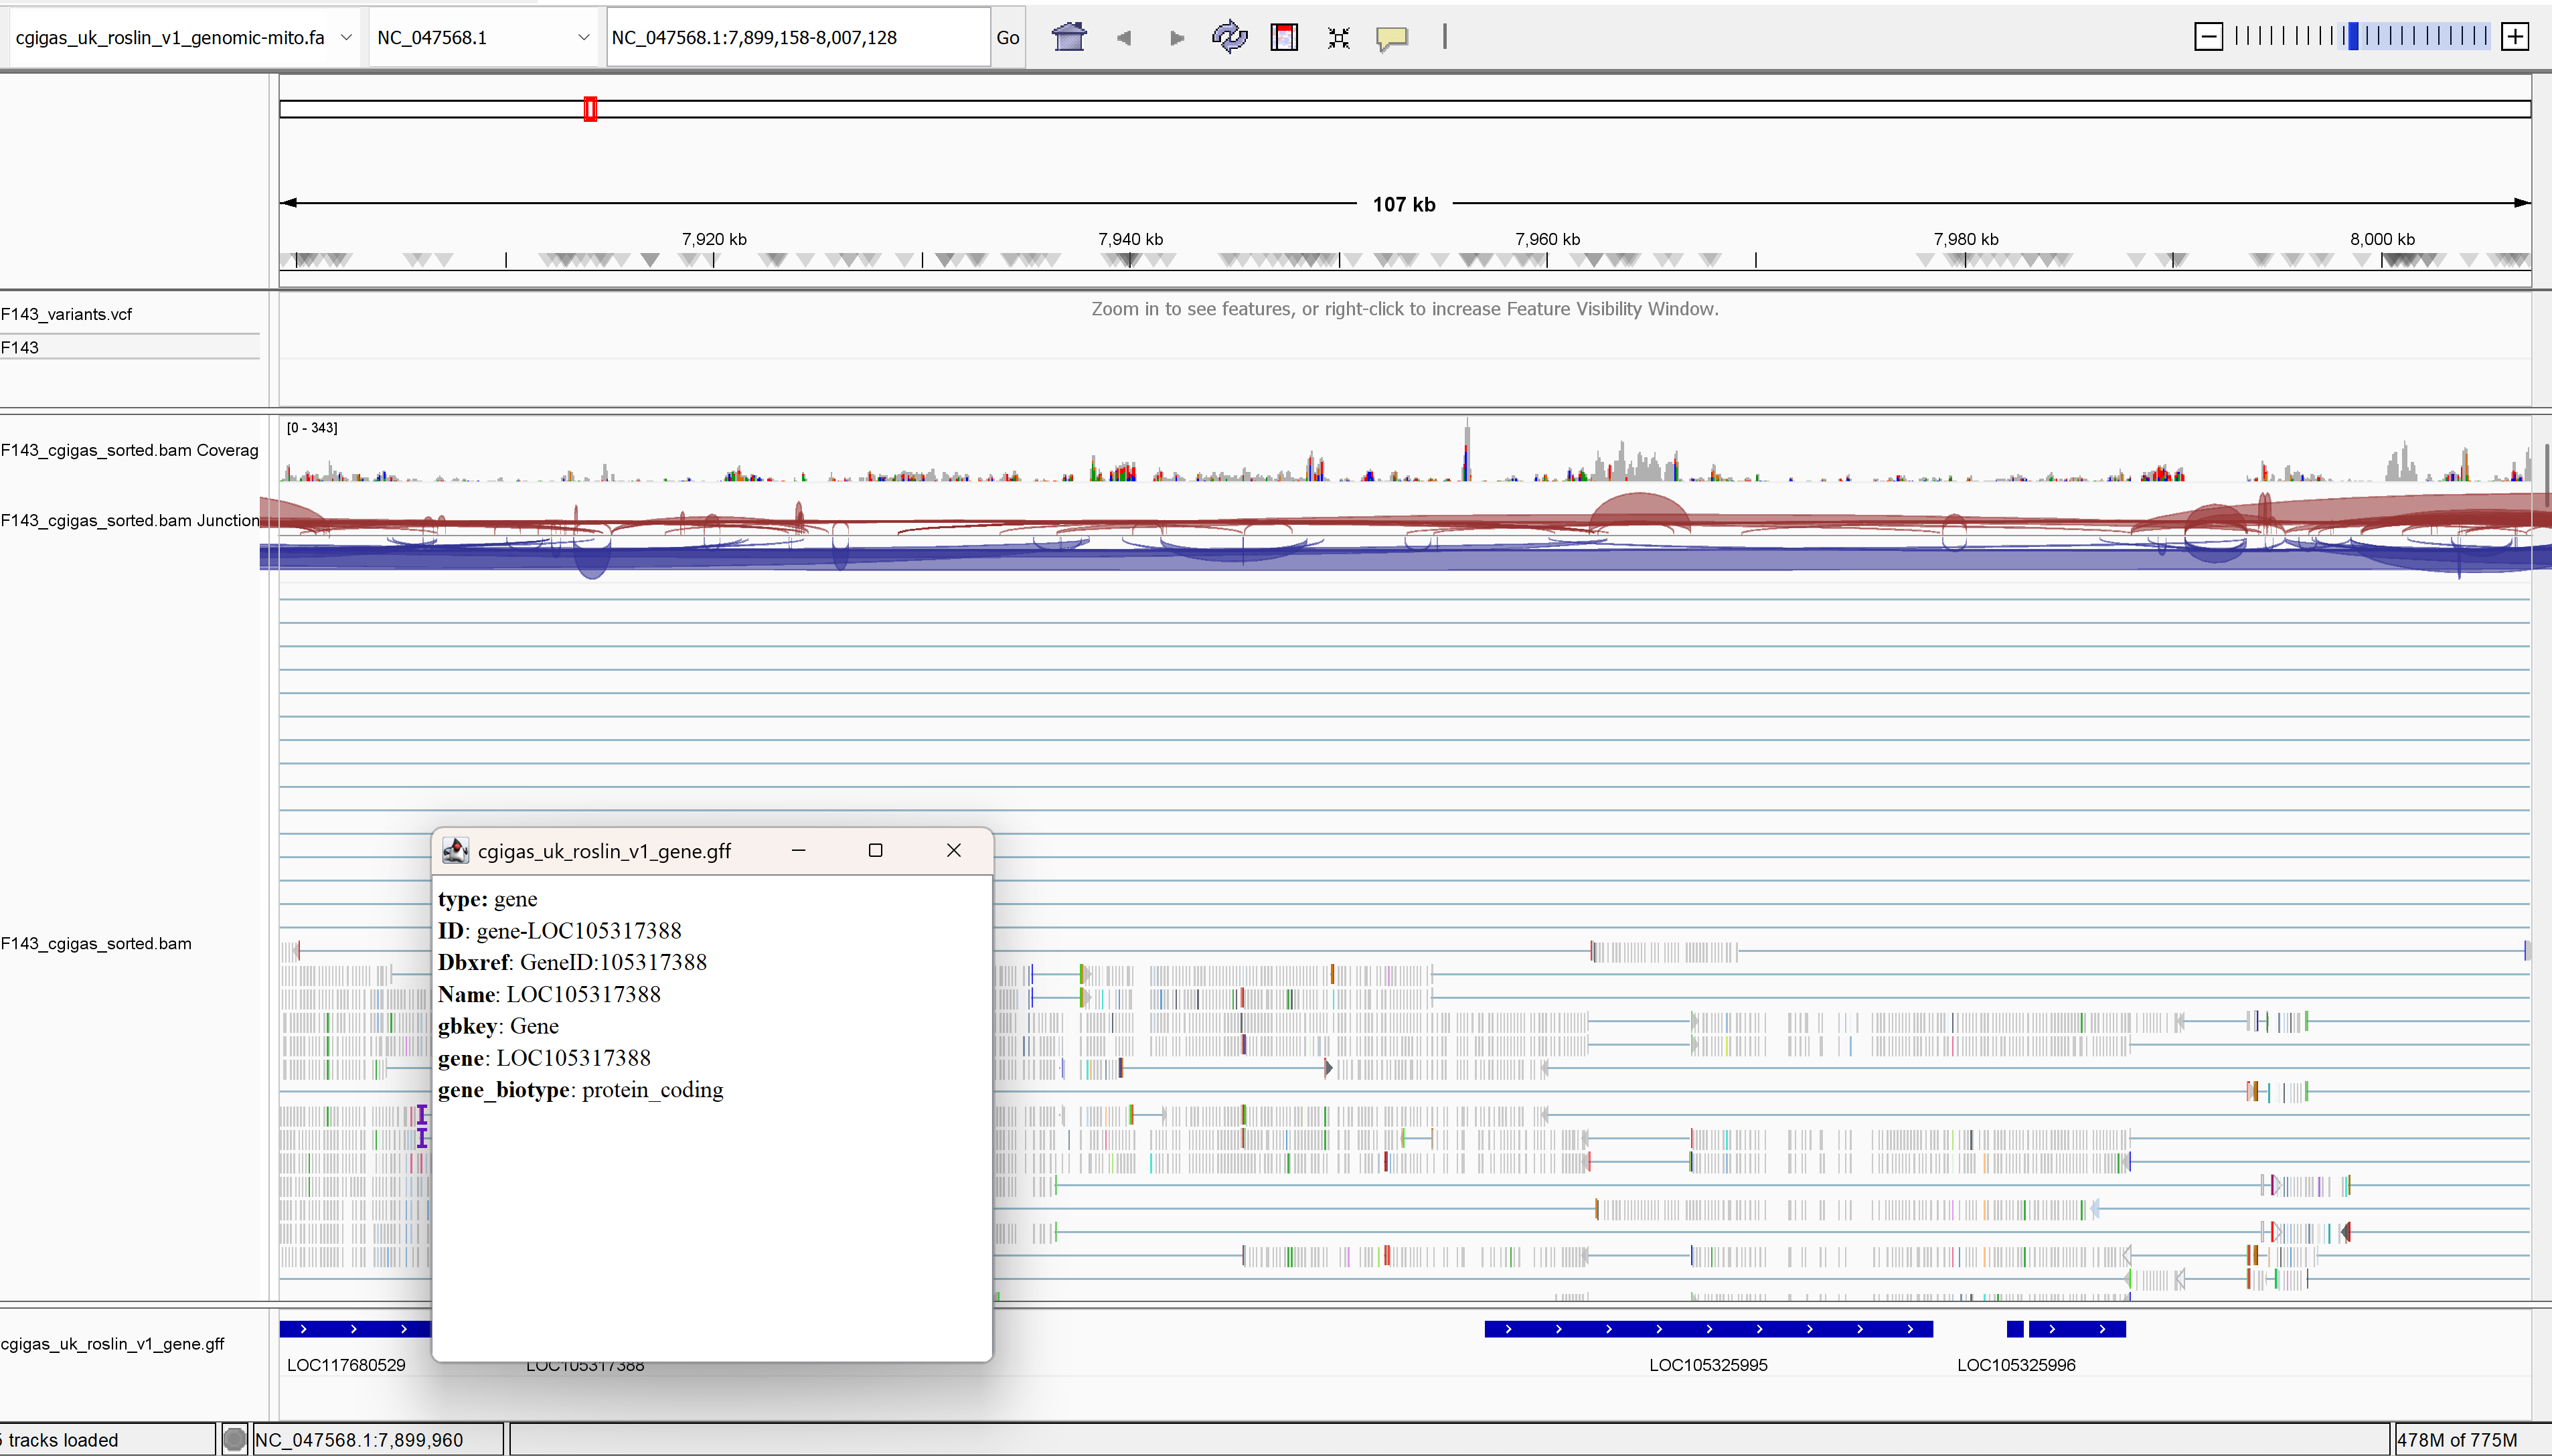 cgigas_uk_roslin_v1_genomic-mito.fa
NC_047568.1
NC_047568.1:7,899,158-8,007,128
Go
107 kb
7,920 kb
7,940 kb
7,960 kb
7,980 kb
8,000 kb
F143_variants.vcf
Zoom in to see features, or right-click to increase Feature Visibility Window.
F143
[0 - 343]
F143_cgigas_sorted.bam Coverag
F143_cgigas_sorted.bam Junction
F143_cgigas_sorted.bam
cgigas_uk_roslin_v1_gene.gff
type: gene
ID: gene-LOC105317388
Dbxref: GeneID:105317388
Name: LOC105317388
gbkey: Gene
gene: LOC105317388
gene_biotype: protein_coding
cgigas_uk_roslin_v1_gene.gff
LOC117680529
LOC105317388
LOC105325995
LOC105325996
tracks loaded
NC_047568.1:7,899,960
478M of 775M